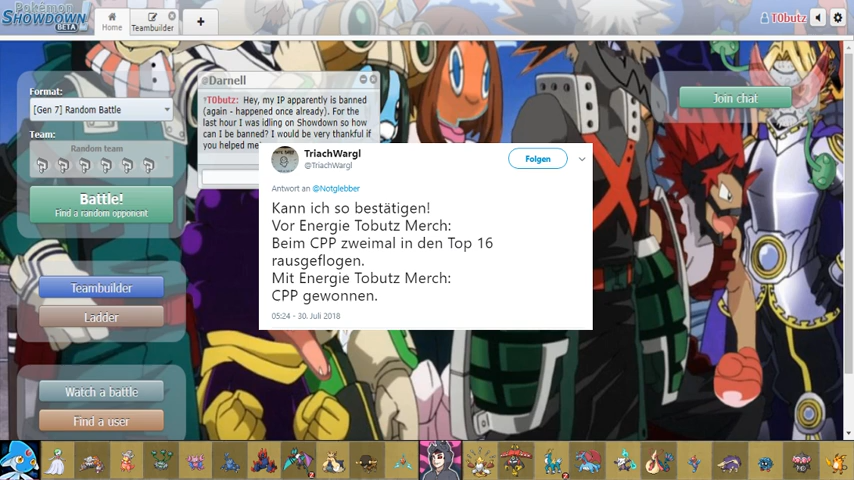 Pokémon
Showdown!
BETA
Home
Teambuilder
+
T0butz
Format:
[Gen 7] Random Battle
Team:
Random team
Battle!
Find a random opponent
Teambuilder
Ladder
Watch a battle
Find a user
Darnell
T0butz: Hey, my IP apparently is banned
(again - happened once already). For the
last hour I was idling on Showdown so how
can I be banned? I would be very thankful if
you helped me
Join chat
TriachWargl
@TriachWargl
Folgen
Antwort an @Notglebber
Kann ich so bestätigen!
Vor Energie Tobutz Merch:
Beim CPP zweimal in den Top 16
rausgeflogen.
Mit Energie Tobutz Merch:
CPP gewonnen.
05:24 - 30. Juli 2018